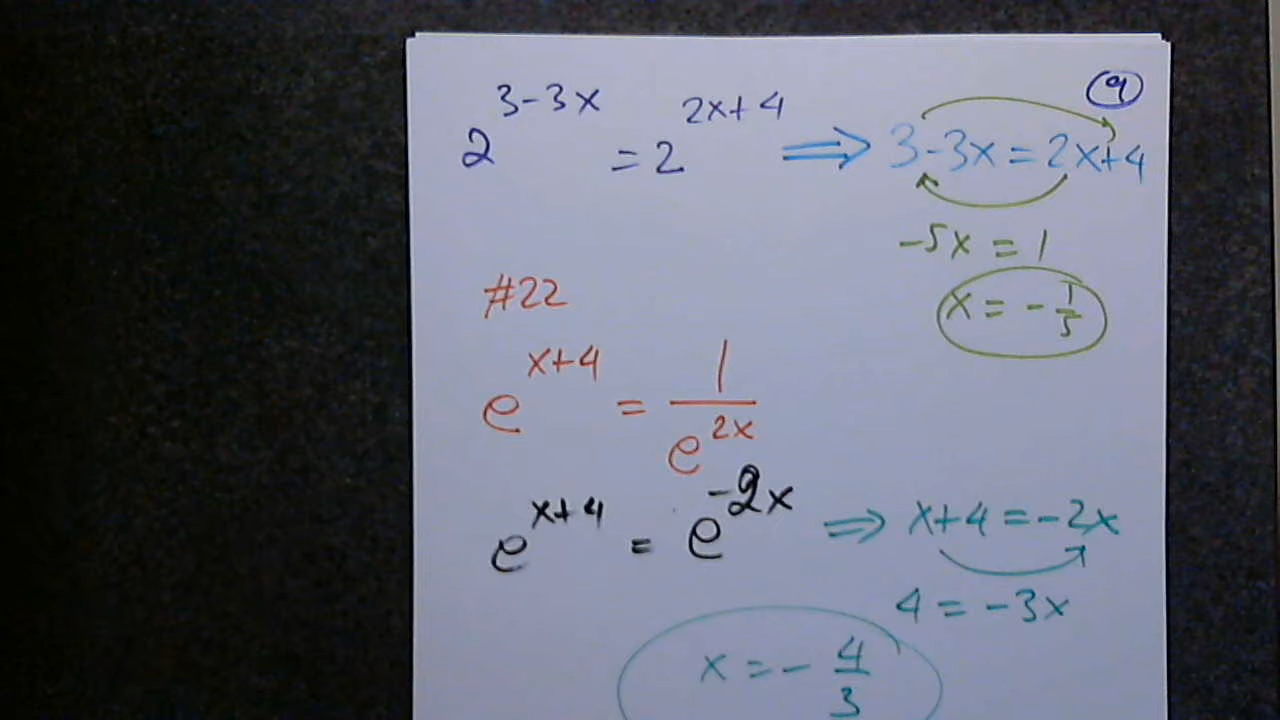 9
2^{3-3x} = 2^{2x+4} ⟹ 3-3x = 2x+4
-5x = 1
x = -1/5
#22
e^{x+4} = 1/e^{2x}
e^{x+4} = e^{-2x} ⟹ x+4 = -2x
4 = -3x
x = -4/3